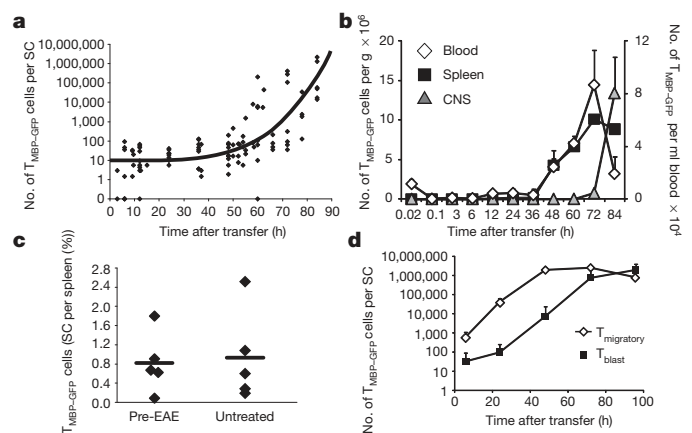 a
No. of TMBP–GFP cells per SC
10,000,000
1,000,000
100,000
10,000
1,000
100
10
1
0
0 10 20 30 40 50 60 70 80 90
Time after transfer (h)
b
No. of TMBP–GFP cells per g × 10⁶
20
15
10
5
0
Blood
Spleen
CNS
12
8
4
0
No. of TMBP–GFP cells per ml blood × 10⁴
0.02 0.1 3 6 12 24 36 48 60 72 84
Time after transfer (h)
c
TMBP–GFP cells (SC per spleen (%))
2.8
2.4
2.0
1.6
1.2
0.8
0.4
0.0
Pre-EAE Untreated
d
No. of TMBP–GFP cells per SC
10,000,000
1,000,000
100,000
10,000
1,000
100
10
1
Tmigratory
Tblast
0 20 40 60 80 100
Time after transfer (h)